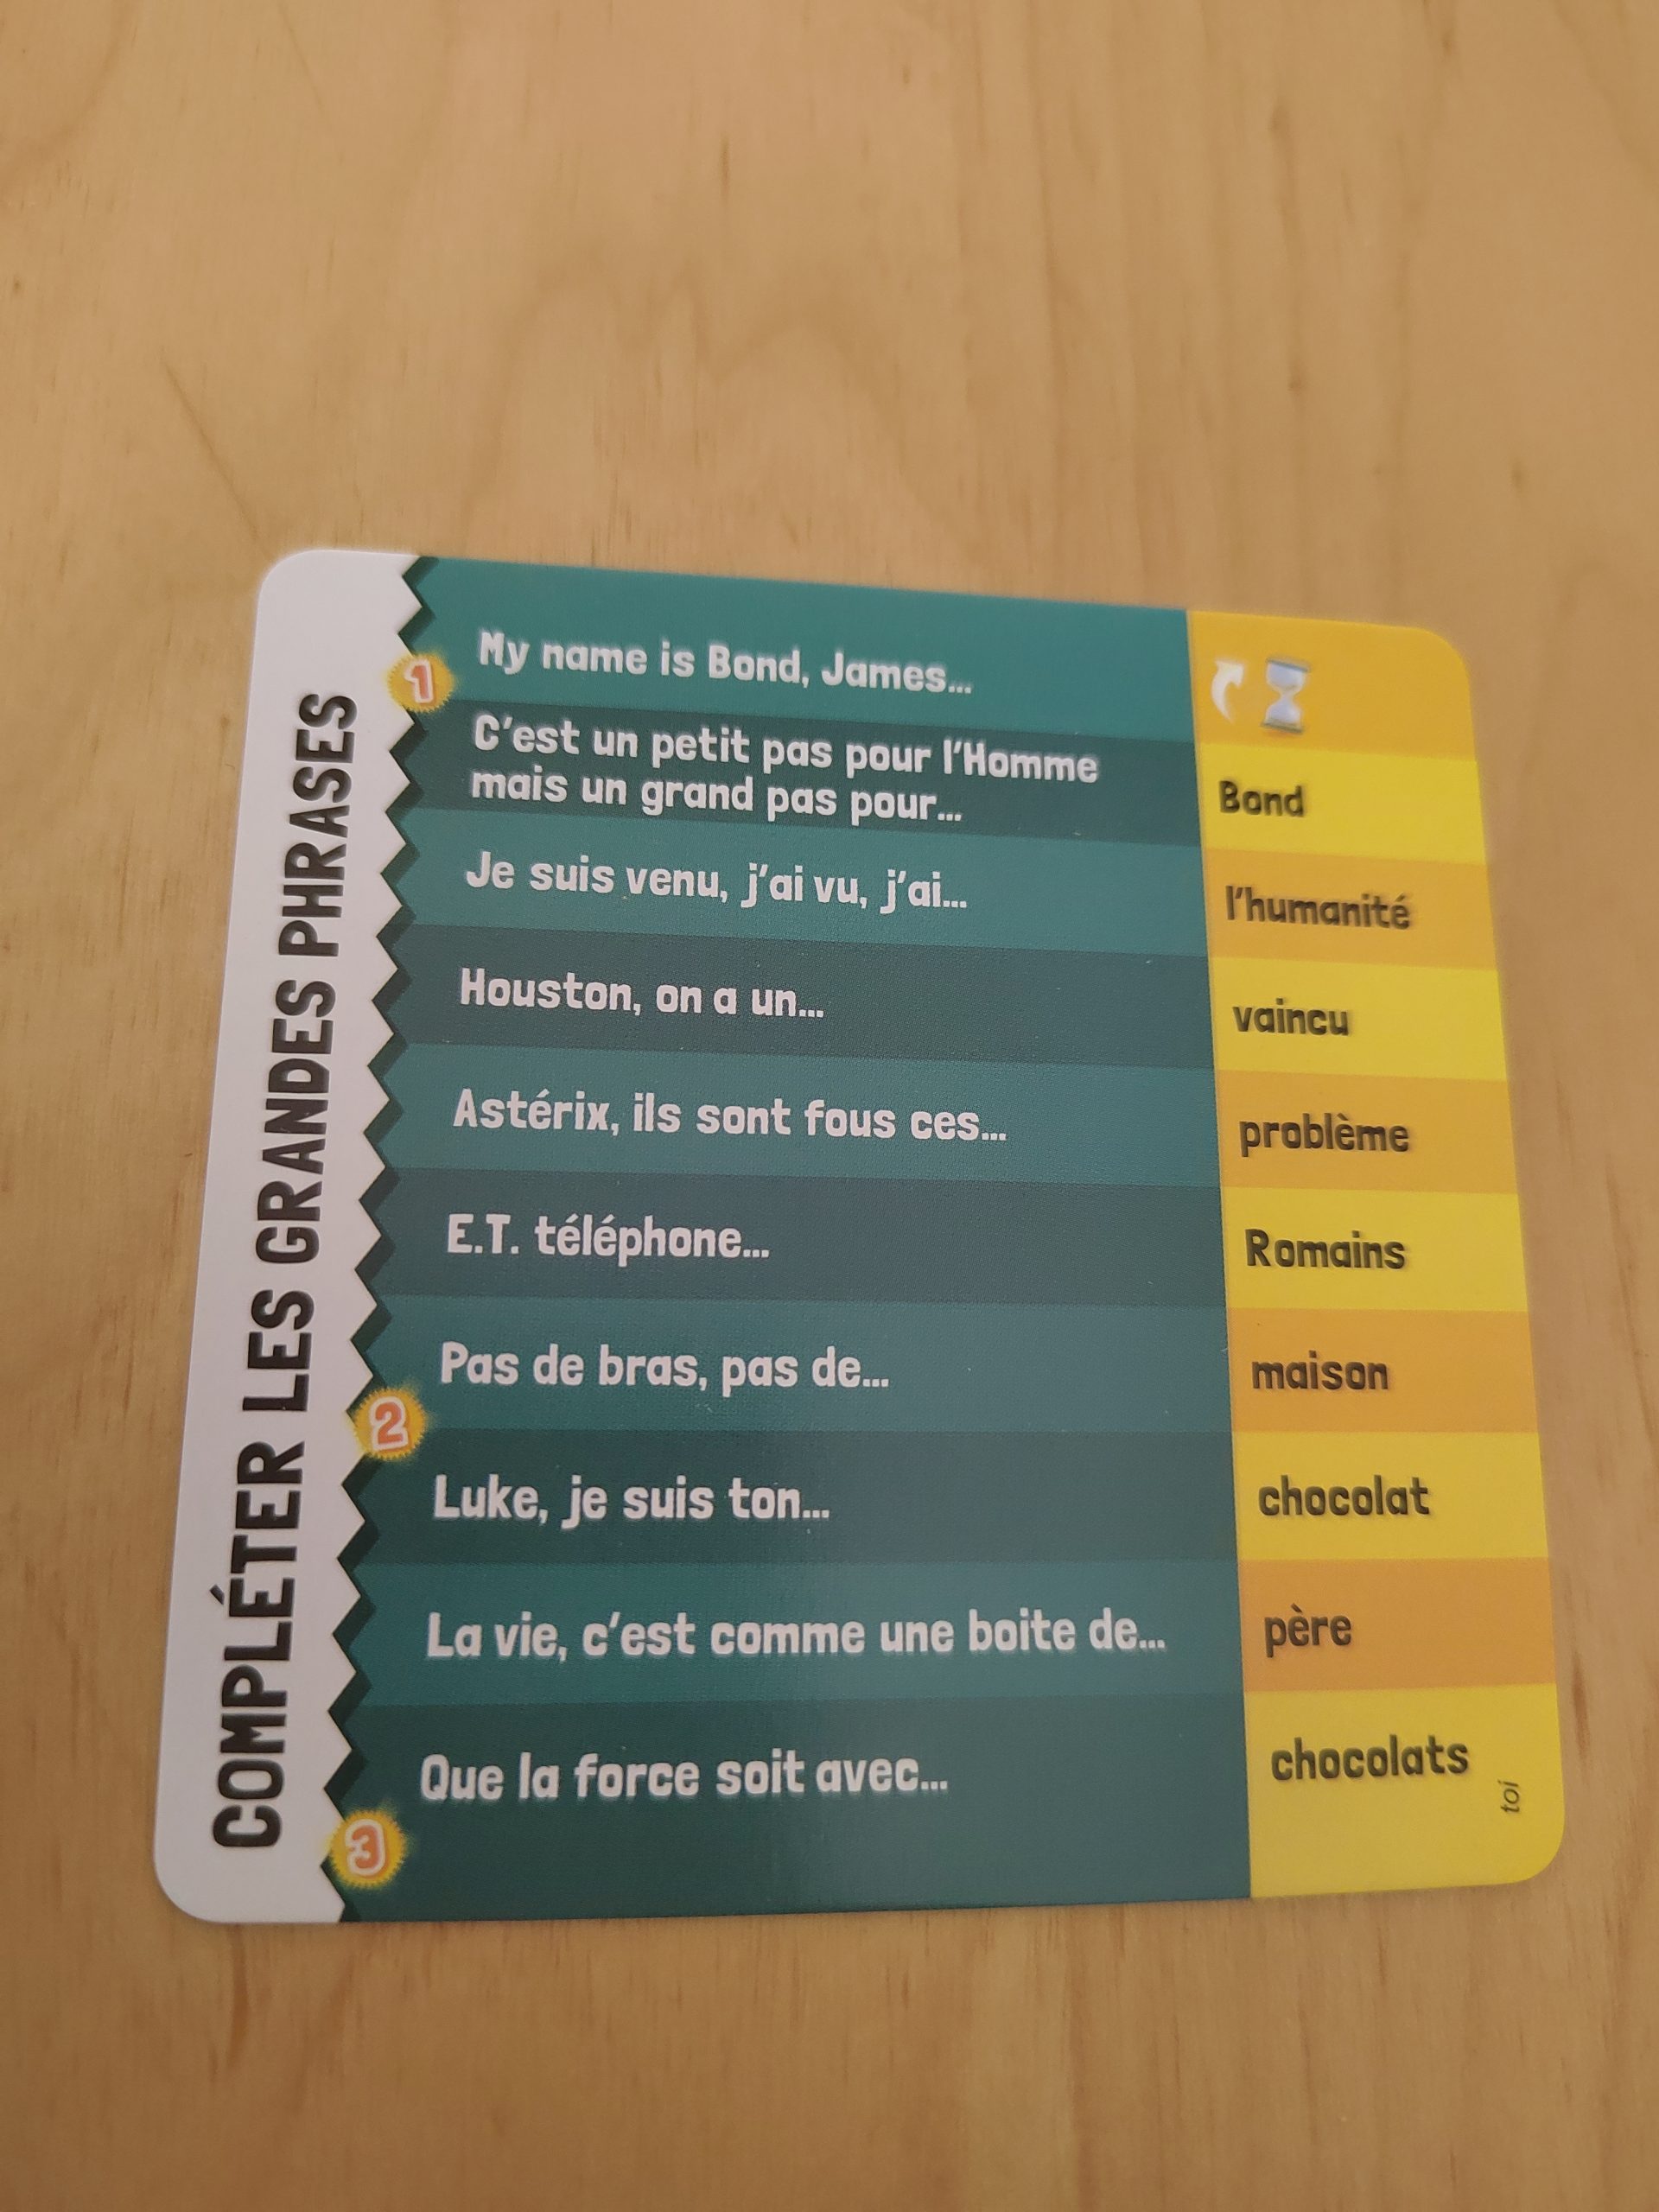 COMPLÉTER LES GRANDES PHRASES
1
My name is Bond, James...
C'est un petit pas pour l'Homme
mais un grand pas pour...
Bond
Je suis venu, j'ai vu, j'ai...
l'humanité
Houston, on a un...
vaincu
Astérix, ils sont fous ces...
problème
E.T. téléphone...
Romains
Pas de bras, pas de...
maison
2
Luke, je suis ton...
chocolat
La vie, c'est comme une boite de...
père
Que la force soit avec...
chocolats
toi
3